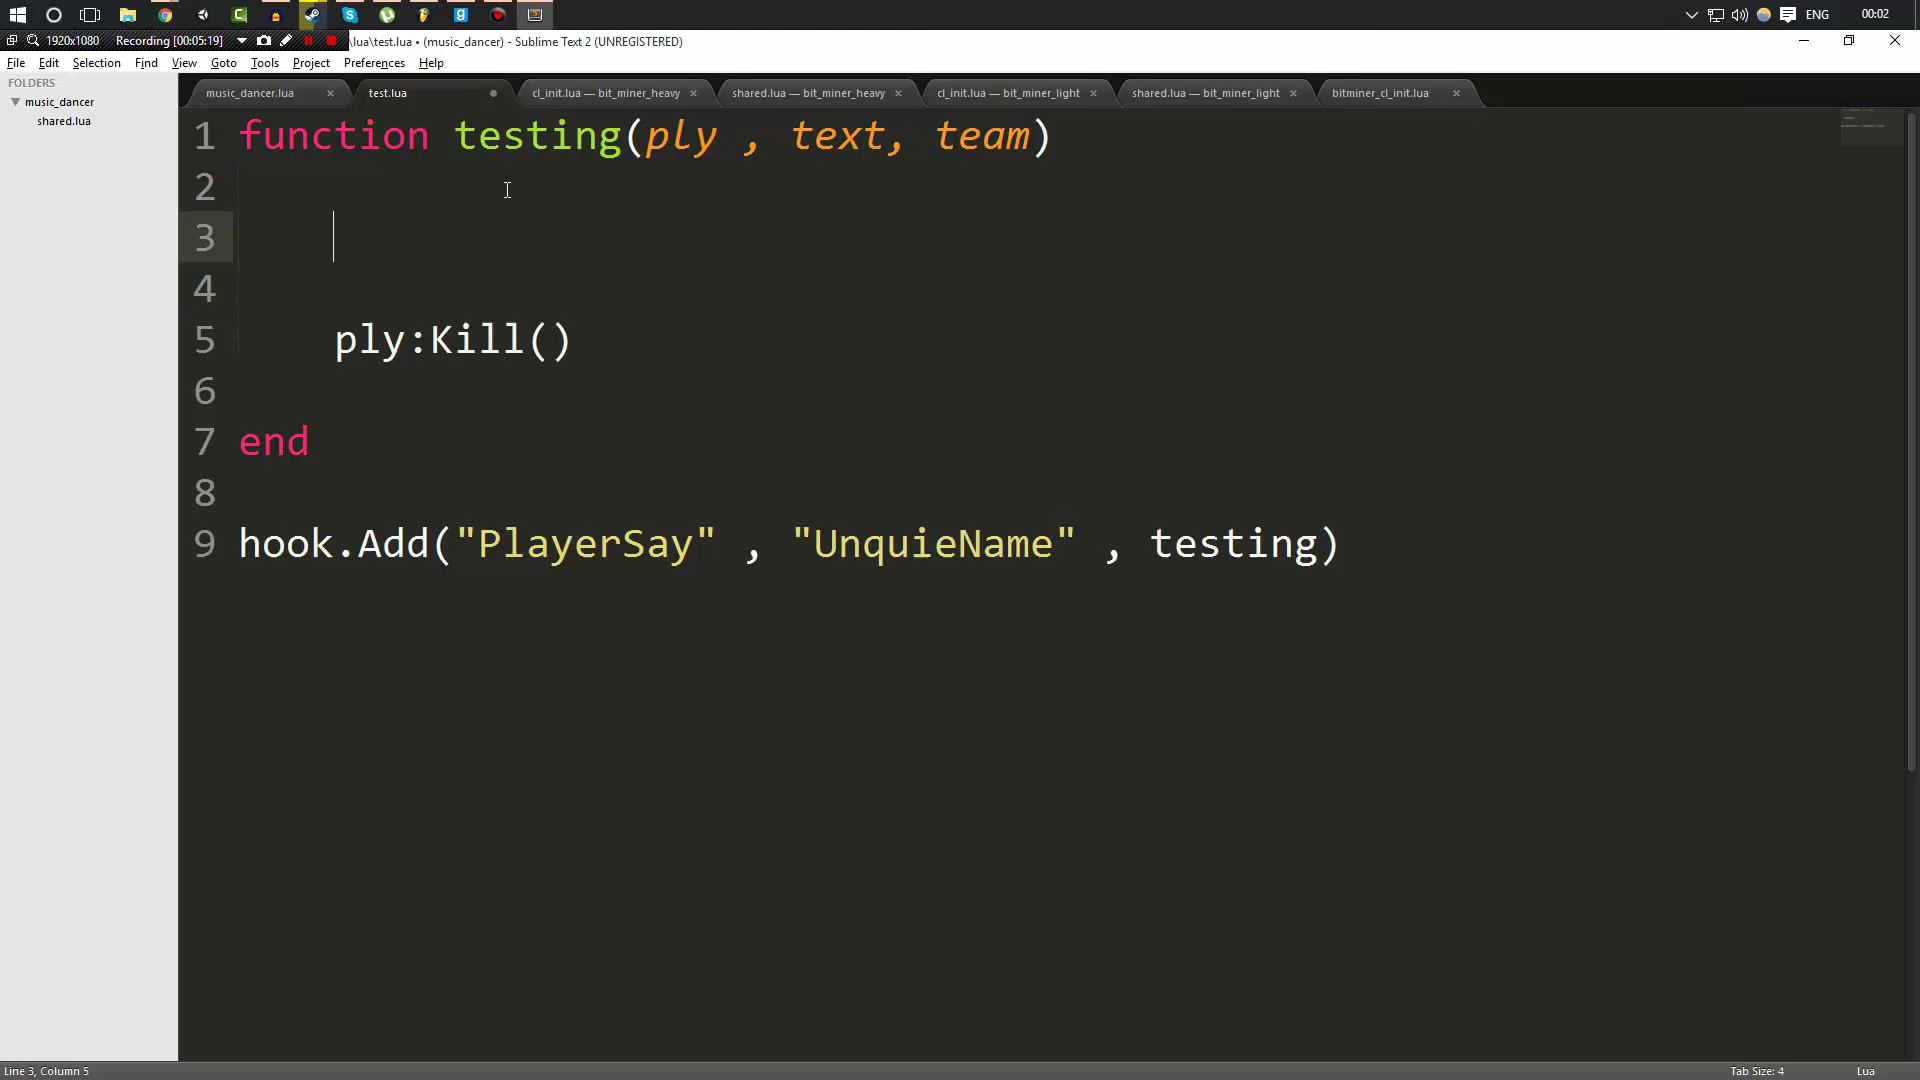 ENG
00:02
1920x1080
Recording [00:05:19]
\lua\test.lua • (music_dancer) - Sublime Text 2 (UNREGISTERED)
File Edit Selection Find View Goto Tools Project Preferences Help
FOLDERS
music_dancer
shared.lua
music_dancer.lua
test.lua
cl_init.lua — bit_miner_heavy
shared.lua — bit_miner_heavy
cl_init.lua — bit_miner_light
shared.lua — bit_miner_light
bitminer_cl_init.lua
1 function testing(ply , text, team)
2
3
4
5 ply:Kill()
6
7 end
8
9 hook.Add("PlayerSay" , "UnquieName" , testing)
Line 3, Column 5
Tab Size: 4
Lua